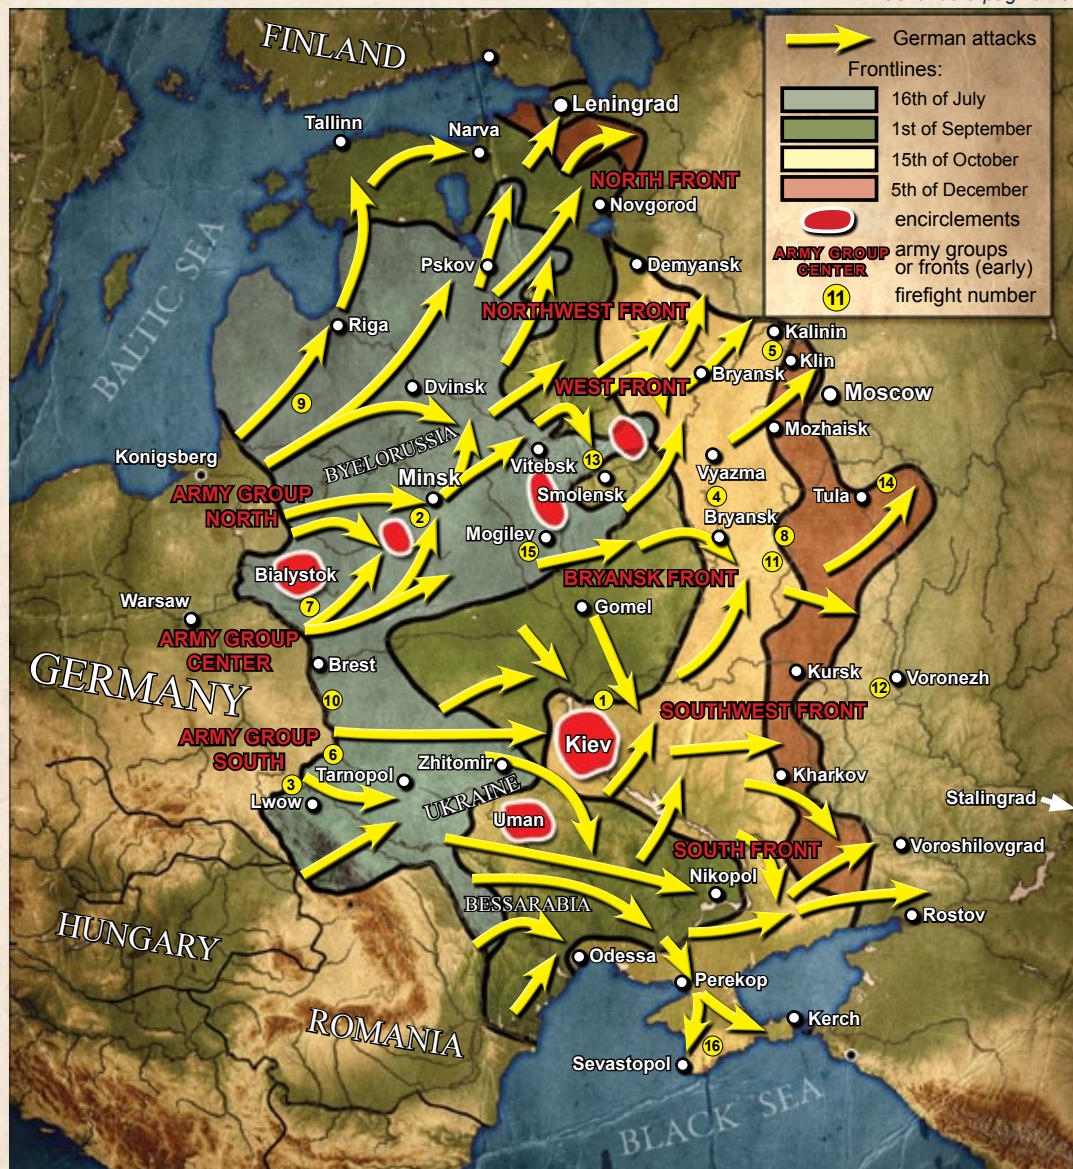 FINLAND
German attacks
Frontlines:
16th of July
1st of September
15th of October
5th of December
encirclements
ARMY GROUP
CENTER
army groups
or fronts (early)
11
firefight number
Leningrad
Tallinn
Narva
NORTH FRONT
Novgorod
BALTIC SEA
Pskov
Demyansk
NORTHWEST FRONT
Riga
Kalinin
5
Klin
Dvinsk
WEST FRONT
Bryansk
Moscow
9
Mozhaisk
BYELORUSSIA
Konigsberg
Vitebsk
13
Vyazma
Minsk
ARMY GROUP
NORTH
2
Smolensk
4
Tula
14
Mogilev
15
Bryansk
8
11
Bialystok
BRYANSK FRONT
7
Warsaw
Gomel
ARMY GROUP
CENTER
Brest
GERMANY
Kursk
12
Voronezh
10
1
SOUTHWEST FRONT
ARMY GROUP
SOUTH
6
Kiev
3
Tarnopol
Zhitomir
Kharkov
Lwow
UKRAINE
Stalingrad
Uman
SOUTH FRONT
Voroshilovgrad
Nikopol
BESSARABIA
Rostov
HUNGARY
Odessa
Perekop
ROMANIA
Kerch
16
Sevastopol
BLACK SEA